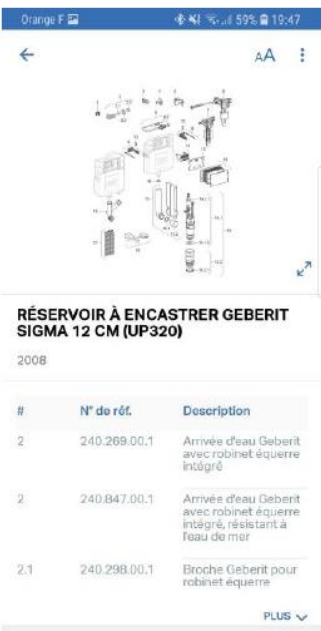 Orange F 59% 19:47
AA
RÉSERVOIR À ENCASTRER GEBERIT
SIGMA 12 CM (UP320)
2008
# N° de réf. Description
2 240.269.00.1 Arrivée d'eau Geberit
avec robinet équerre
intégré
2 240.847.00.1 Arrivée d'eau Geberit
avec robinet équerre
intégré, résistant à
l'eau de mer
2.1 240.298.00.1 Broche Geberit pour
robinet équerre
PLUS